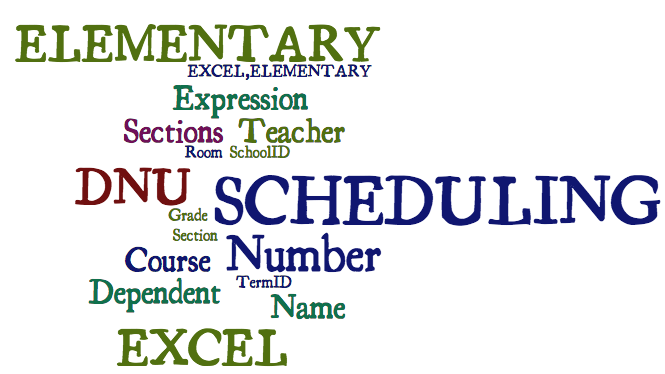 ELEMENTARY
EXCEL,ELEMENTARY
Expression
Sections Teacher
Room SchoolID
DNU SCHEDULING
Grade
Section
Course Number
TermID
Dependent Name
EXCEL